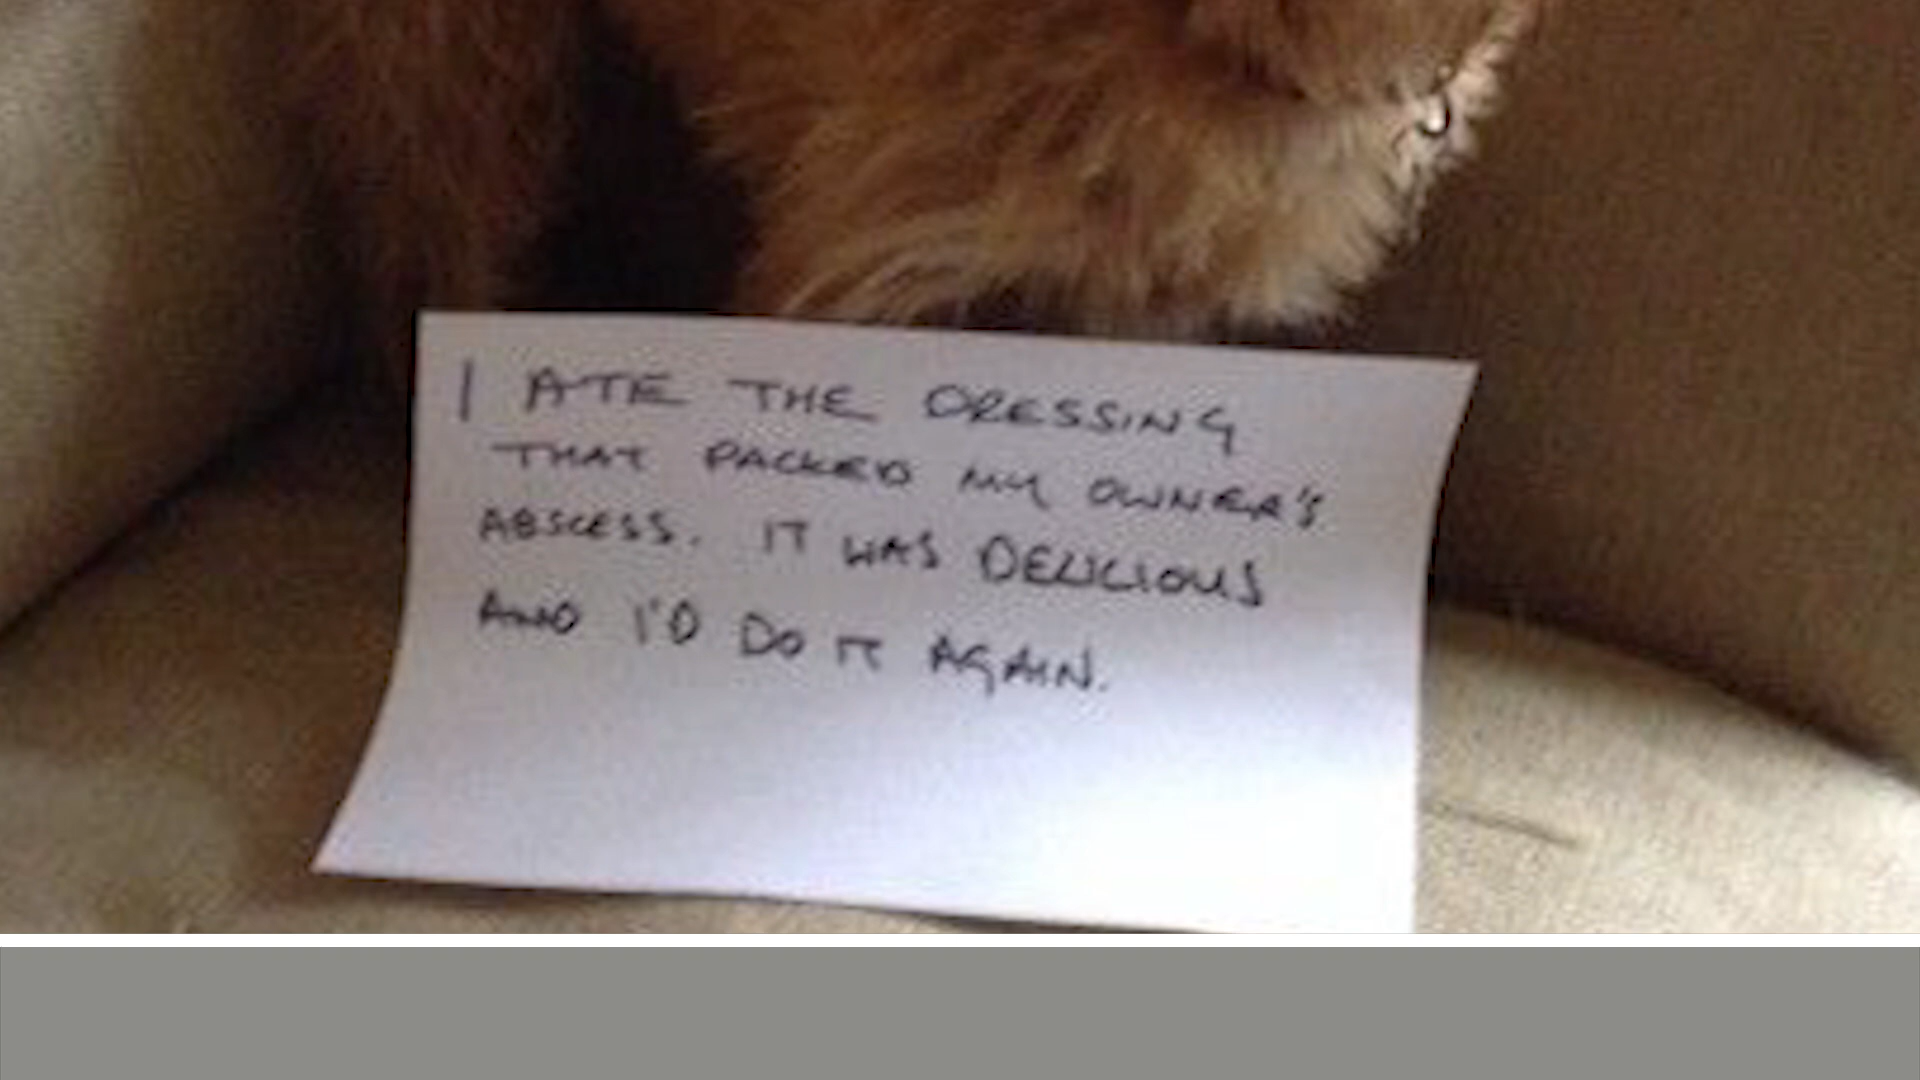 I ATE THE DRESSING
THAT PACKED MY OWNER'S
ABSCESS. IT WAS DELICIOUS
AND I'D DO IT AGAIN.